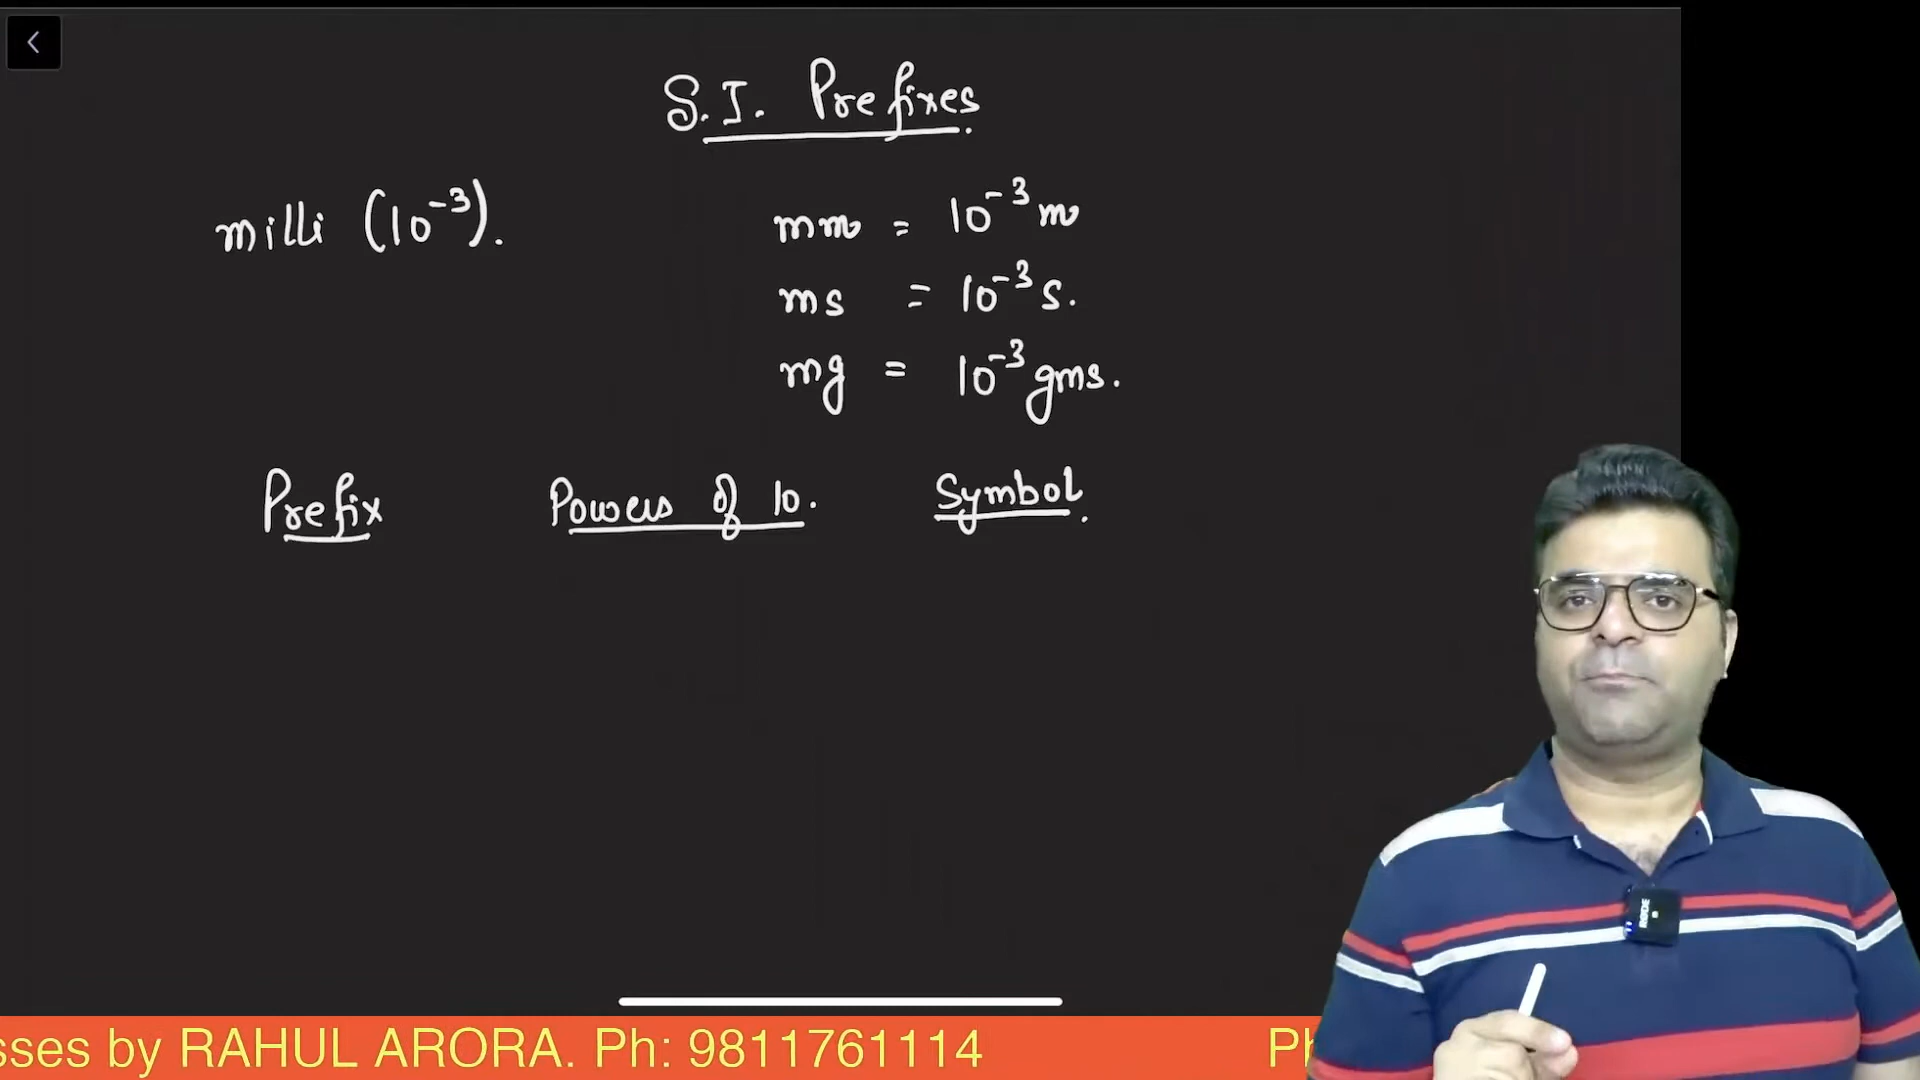 S.I. Prefixes.
milli (10⁻³).
mm = 10⁻³ m
ms = 10⁻³ s.
mg = 10⁻³ gms.
Prefix Powers of 10. Symbol.
RØDE
sses by RAHUL ARORA. Ph: 9811761114 Ph